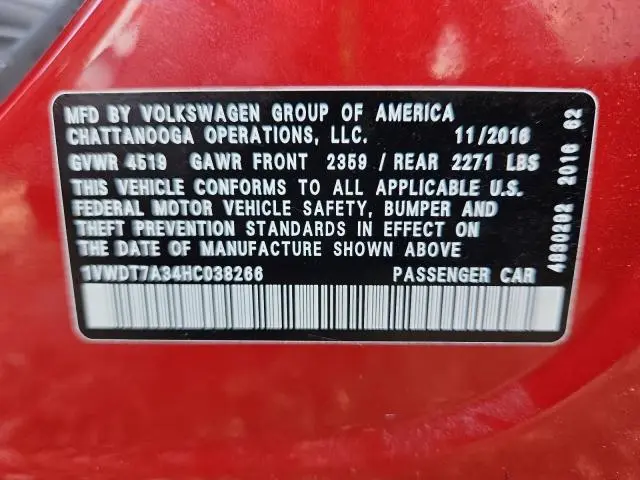 MFD BY VOLKSWAGEN GROUP OF AMERICA
CHATTANOOGA OPERATIONS, LLC. 11/2016
GVWR 4519 GAWR FRONT 2359 / REAR 2271 LBS
THIS VEHICLE CONFORMS TO ALL APPLICABLE U.S.
FEDERAL MOTOR VEHICLE SAFETY, BUMPER AND
THEFT PREVENTION STANDARDS IN EFFECT ON
THE DATE OF MANUFACTURE SHOWN ABOVE
1VWDT7A34HC038266 PASSENGER CAR
4890202 2016 62